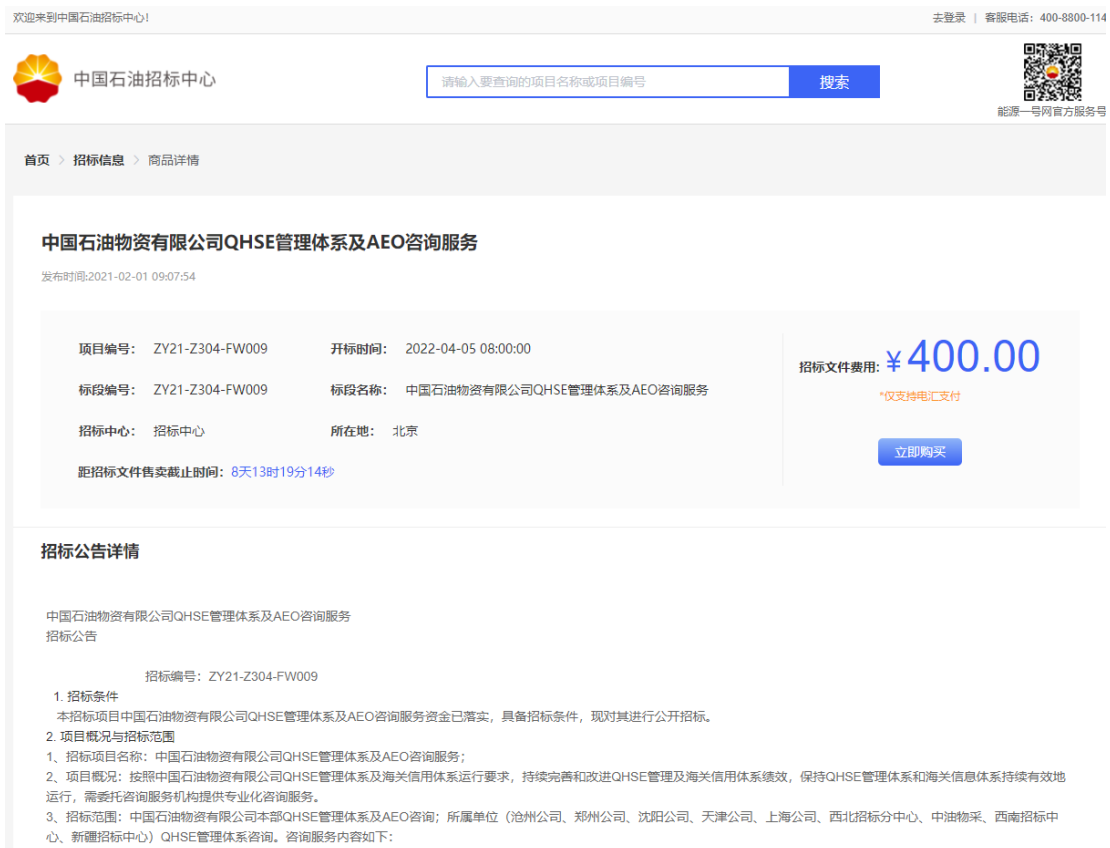 欢迎来到中国石油招标中心!
去登录 | 客服电话：400-8800-114
中国石油招标中心
请输入要查询的项目名称或项目编号
搜索
能源一号网官方服务号
首页 > 招标信息 > 商品详情
中国石油物资有限公司QHSE管理体系及AEO咨询服务
发布时间:2021-02-01 09:07:54
项目编号： ZY21-Z304-FW009
开标时间： 2022-04-05 08:00:00
招标文件费用: ¥400.00
标段编号： ZY21-Z304-FW009
标段名称： 中国石油物资有限公司QHSE管理体系及AEO咨询服务
*仅支持电汇支付
招标中心： 招标中心
所在地： 北京
立即购买
距招标文件售卖截止时间：8天13时19分14秒
招标公告详情
中国石油物资有限公司QHSE管理体系及AEO咨询服务
招标公告
招标编号：ZY21-Z304-FW009
1. 招标条件
本招标项目中国石油物资有限公司QHSE管理体系及AEO咨询服务资金已落实，具备招标条件，现对其进行公开招标。
2. 项目概况与招标范围
1、招标项目名称：中国石油物资有限公司QHSE管理体系及AEO咨询服务；
2、项目概况：按照中国石油物资有限公司QHSE管理体系及海关信用体系运行要求，持续完善和改进QHSE管理及海关信用体系绩效，保持QHSE管理体系和海关信息体系持续有效地
运行，需委托咨询服务机构提供专业化咨询服务。
3、招标范围：中国石油物资有限公司本部QHSE管理体系及AEO咨询；所属单位（沧州公司、郑州公司、沈阳公司、天津公司、上海公司、西北招标分中心、中油物采、西南招标中
心、新疆招标中心）QHSE管理体系咨询。咨询服务内容如下：